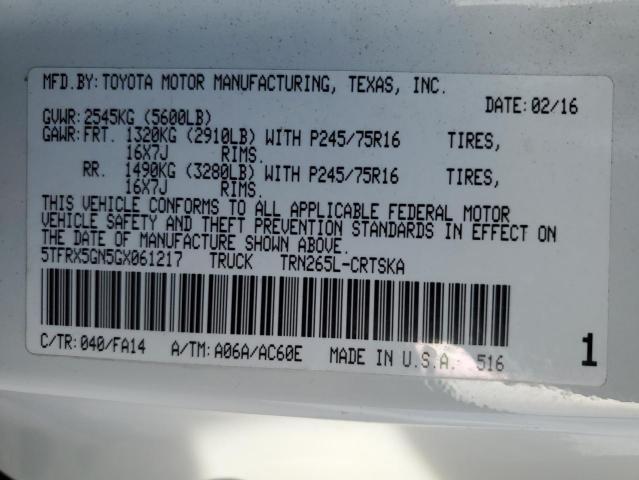 MFD.BY: TOYOTA MOTOR MANUFACTURING, TEXAS, INC.
DATE: 02/16
GVWR: 2545KG (5600LB)
GAWR: FRT. 1320KG (2910LB) WITH P245/75R16 TIRES,
16X7J RIMS.
RR. 1490KG (3280LB) WITH P245/75R16 TIRES,
16X7J RIMS.
THIS VEHICLE CONFORMS TO ALL APPLICABLE FEDERAL MOTOR
VEHICLE SAFETY AND THEFT PREVENTION STANDARDS IN EFFECT
ON THE DATE OF MANUFACTURE SHOWN ABOVE.
5TFRX5GN5GX061217 TRUCK TRN265L-CRTSKA
C/TR: 040/FA14 A/TM: A06A/AC60E MADE IN U.S.A. 516
1